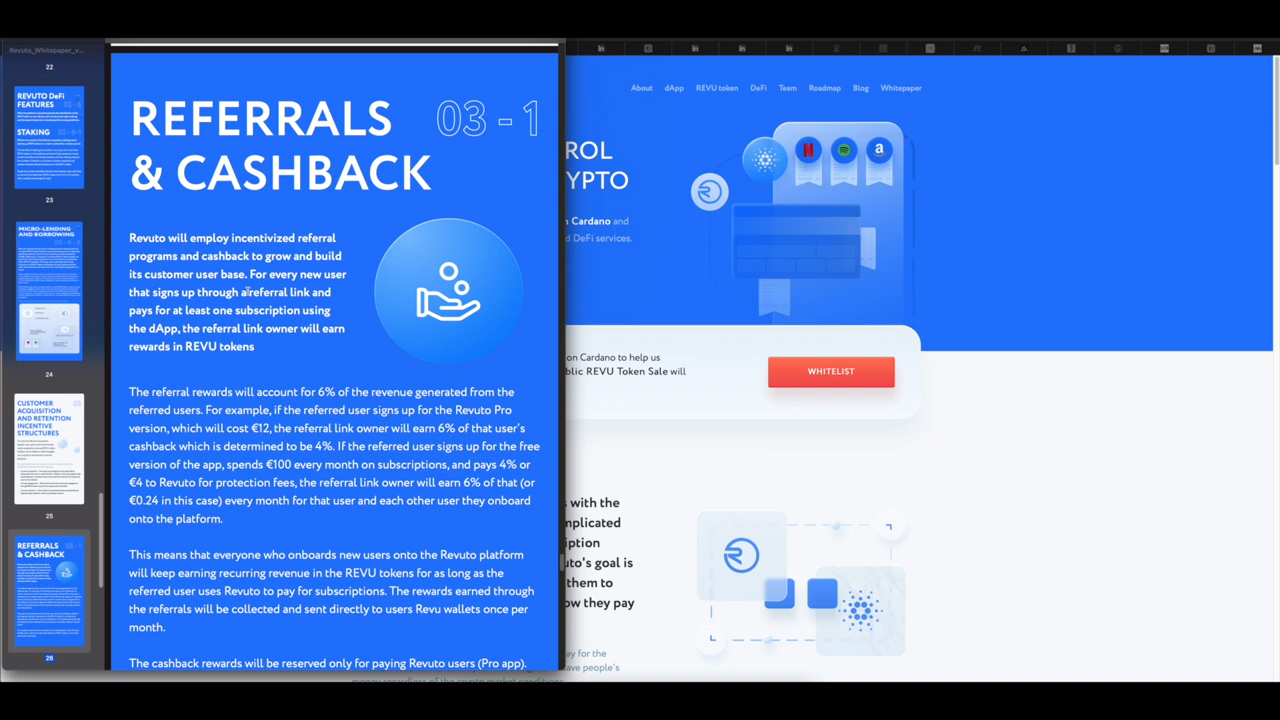 Revuto_Whitepaper_v...
22
REVUTO DeFi
FEATURES
STAKING
23
MICRO-LENDING
AND BORROWING
24
CUSTOMER
ACQUISITION
AND RETENTION
INCENTIVE
STRUCTURES
25
REFERRALS 03-1
& CASHBACK
26
REFERRALS 03 - 1
& CASHBACK
Revuto will employ incentivized referral
programs and cashback to grow and build
its customer user base. For every new user
that signs up through a referral link and
pays for at least one subscription using
the dApp, the referral link owner will earn
rewards in REVU tokens
The referral rewards will account for 6% of the revenue generated from the
referred users. For example, if the referred user signs up for the Revuto Pro
version, which will cost €12, the referral link owner will earn 6% of that user's
cashback which is determined to be 4%. If the referred user signs up for the free
version of the app, spends €100 every month on subscriptions, and pays 4% or
€4 to Revuto for protection fees, the referral link owner will earn 6% of that (or
€0.24 in this case) every month for that user and each other user they onboard
onto the platform.
This means that everyone who onboards new users onto the Revuto platform
will keep earning recurring revenue in the REVU tokens for as long as the
referred user uses Revuto to pay for subscriptions. The rewards earned through
the referrals will be collected and sent directly to users Revu wallets once per
month.
The cashback rewards will be reserved only for paying Revuto users (Pro app).
About dApp REVU token DeFi Team Roadmap Blog Whitepaper
ROL
YPTO
n Cardano and
d DeFi services.
on Cardano to help us
blic REVU Token Sale will
WHITELIST
s with the
mplicated
iption
uto's goal is
them to
ow they pay
ay for the
ave people's
money regardless of the crypto market conditions